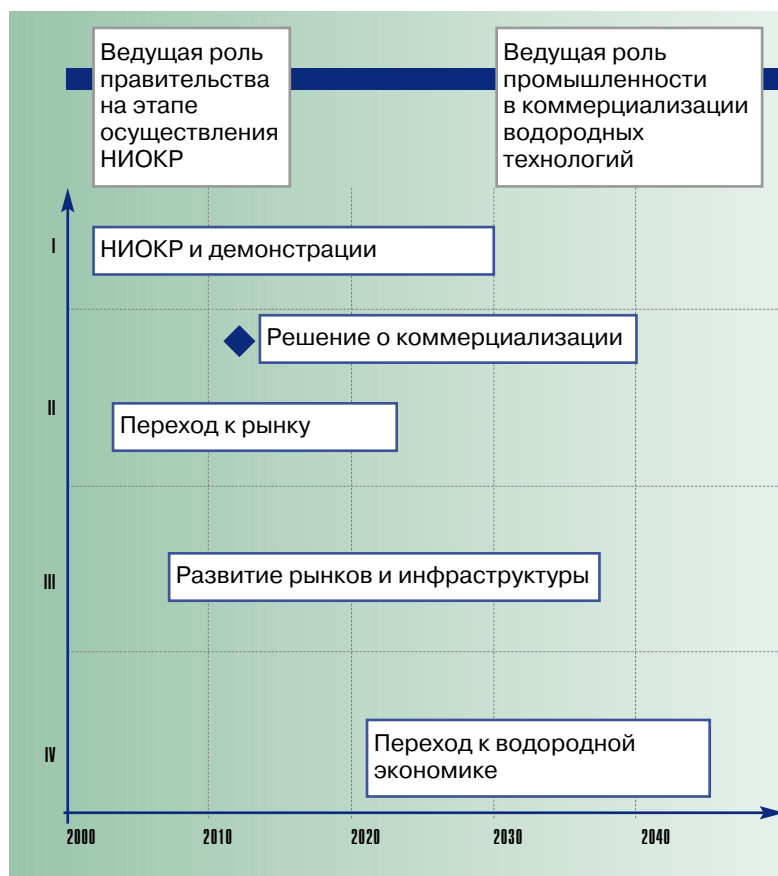 Ведущая роль
правительства
на этапе
осуществления
НИОКР
Ведущая роль
промышленности
в коммерциализации
водородных
технологий
I
НИОКР и демонстрации
Решение о коммерциализации
II
Переход к рынку
III
Развитие рынков и инфраструктуры
IV
Переход к водородной
экономике
2000 2010 2020 2030 2040